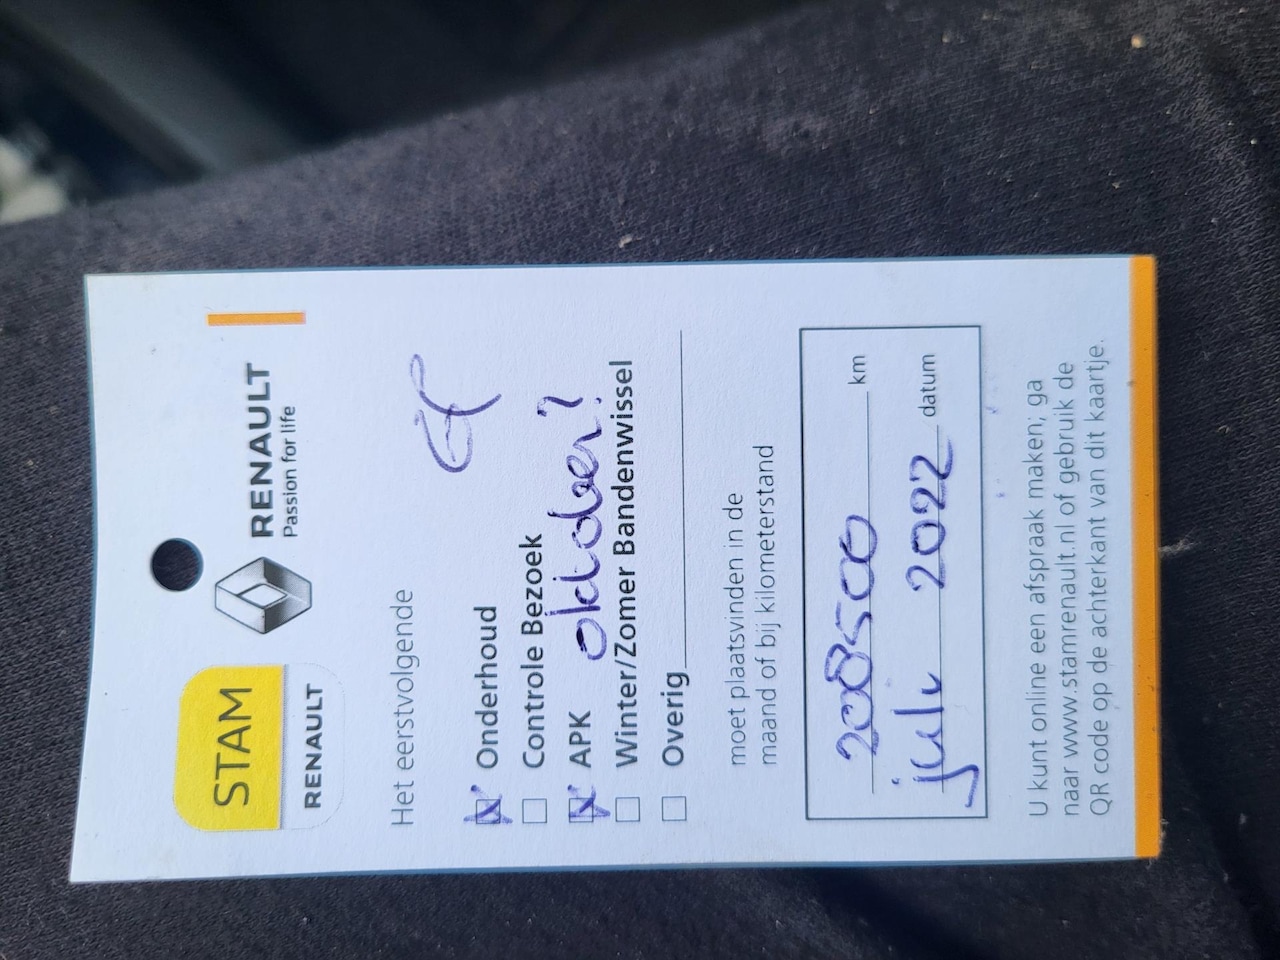 STAM
RENAULT
RENAULT
Passion for life
Het eerstvolgende
Onderhoud
Controle Bezoek
APK oktober?
Winter/Zomer Bandenwissel
Overig
moet plaatsvinden in de
maand of bij kilometerstand
208500 km
juli 2022 datum
U kunt online een afspraak maken; ga
naar www.stamrenault.nl of gebruik de
QR code op de achterkant van dit kaartje.